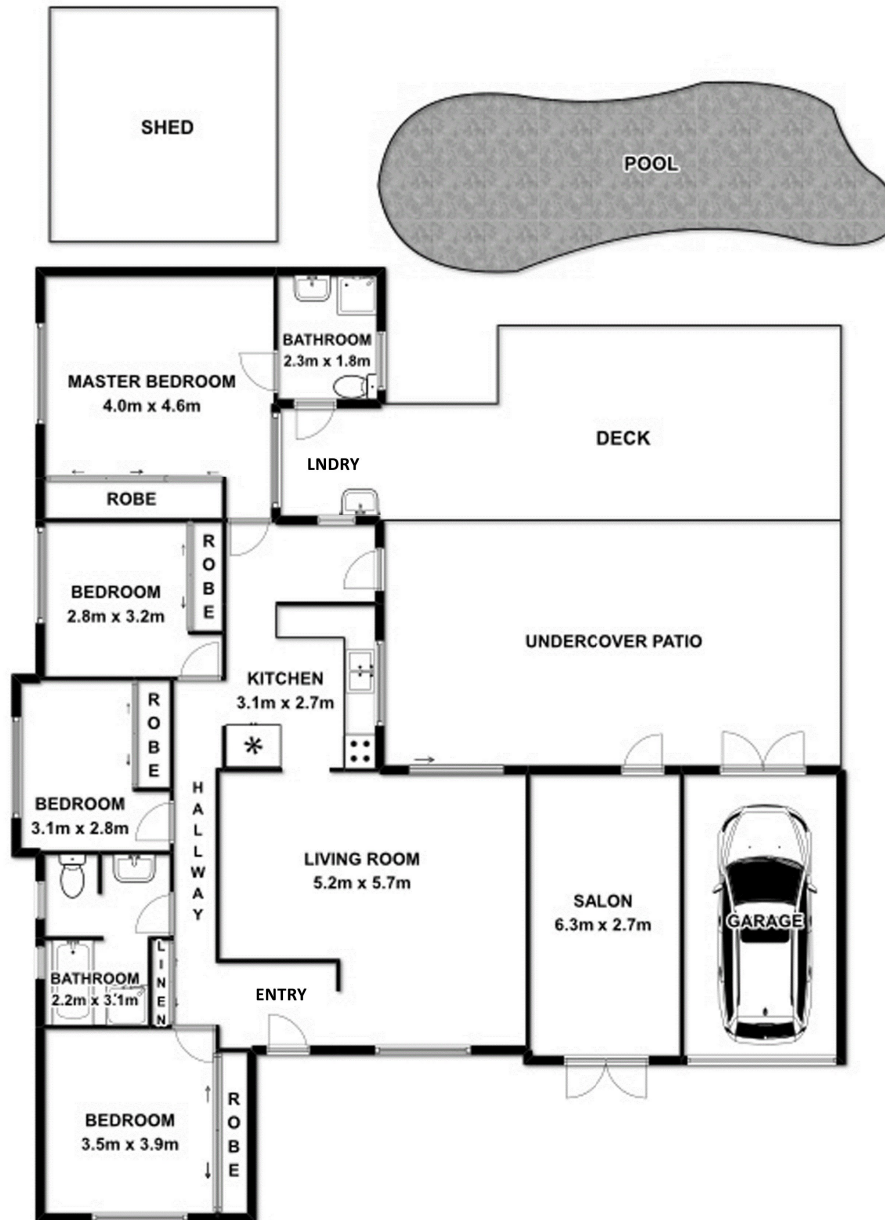 SHED
POOL
BATHROOM
2.3m x 1.8m
MASTER BEDROOM
4.0m x 4.6m
DECK
LNDRY
ROBE
ROBE
BEDROOM
2.8m x 3.2m
UNDERCOVER PATIO
KITCHEN
3.1m x 2.7m
ROBE
*
BEDROOM
3.1m x 2.8m
HALLWAY
LIVING ROOM
5.2m x 5.7m
SALON
6.3m x 2.7m
GARAGE
BATHROOM
2.2m x 3.1m
LINEN
ENTRY
BEDROOM
3.5m x 3.9m
ROBE